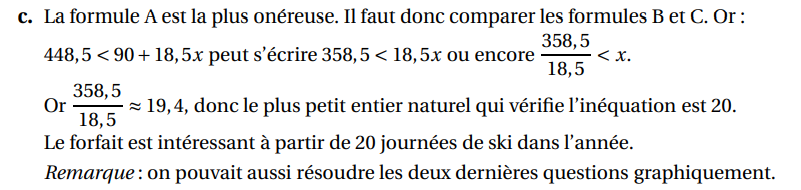 c. La formule A est la plus onéreuse. Il faut donc comparer les formules B et C. Or :
448,5 < 90 + 18,5x peut s’écrire 358,5 < 18,5x ou encore 358,5/18,5 < x.
Or 358,5/18,5 ≈ 19,4, donc le plus petit entier naturel qui vérifie l’inéquation est 20.
Le forfait est intéressant à partir de 20 journées de ski dans l’année.
Remarque : on pouvait aussi résoudre les deux dernières questions graphiquement.